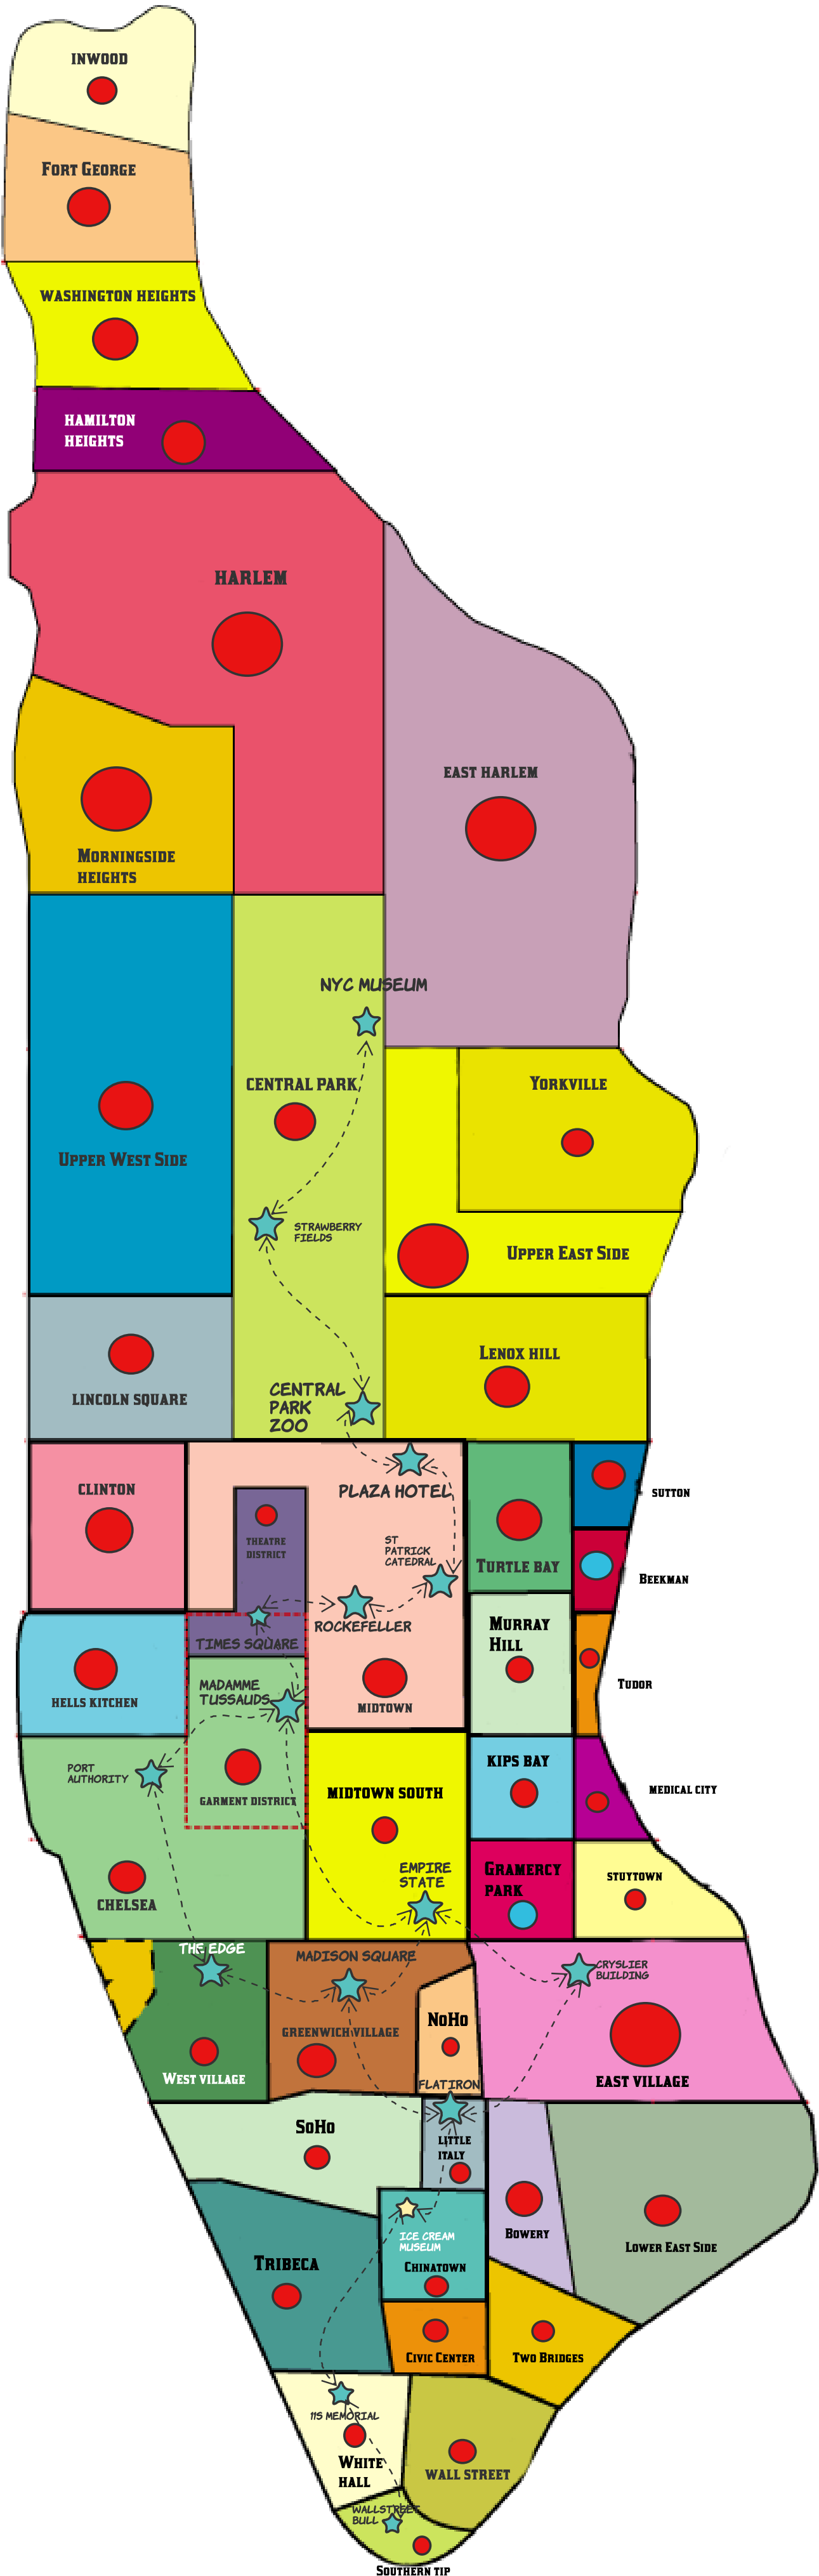 INWOOD
FORT GEORGE
WASHINGTON HEIGHTS
HAMILTON
HEIGHTS
HARLEM
EAST HARLEM
MORNINGSIDE
HEIGHTS
NYC MUSEUM
CENTRAL PARK
YORKVILLE
UPPER WEST SIDE
STRAWBERRY
FIELDS
UPPER EAST SIDE
LENOX HILL
CENTRAL
PARK
ZOO
LINCOLN SQUARE
CLINTON
PLAZA HOTEL
SUTTON
THEATRE
DISTRICT
ST
PATRICK
CATEDRAL
TURTLE BAY
BEEKMAN
ROCKEFELLER
MURRAY
HILL
TIMES SQUARE
HELLS KITCHEN
MADAMME
TUSSAUDS
MIDTOWN
TUDOR
PORT
AUTHORITY
GARMENT DISTRICT
MIDTOWN SOUTH
KIPS BAY
MEDICAL CITY
CHELSEA
EMPIRE
STATE
GRAMERCY
PARK
STUYTOWN
THE EDGE
MADISON SQUARE
CRYSLIER
BUILDING
GREENWICH VILLAGE
NOHO
WEST VILLAGE
FLATIRON
EAST VILLAGE
SOHO
LITTLE
ITALY
BOWERY
LOWER EAST SIDE
ICE CREAM
MUSEUM
TRIBECA
CHINATOWN
CIVIC CENTER
TWO BRIDGES
11S MEMORIAL
WHITE
HALL
WALL STREET
WALLSTREET
BULL
SOUTHERN TIP